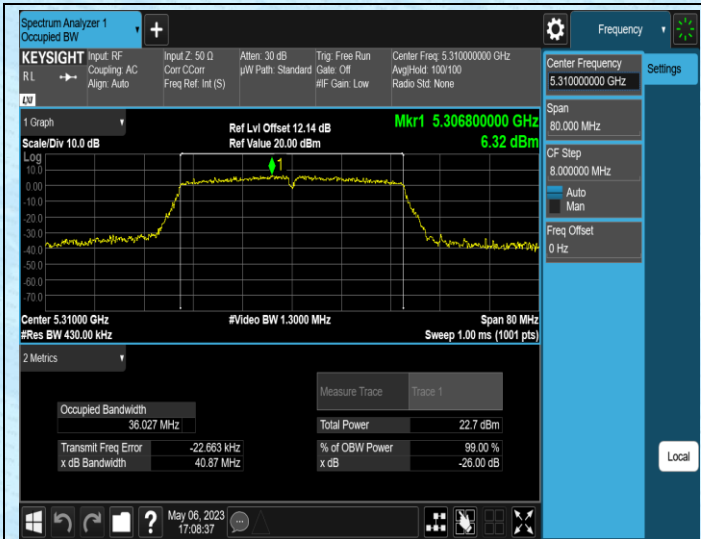 Spectrum Analyzer 1
Occupied BW
Frequency
KEYSIGHT
RL
LXI
Input: RF
Coupling: AC
Align: Auto
Input Z: 50 Ω
Corr CCorr
Freq Ref: Int (S)
Atten: 30 dB
µW Path: Standard
Trig: Free Run
Gate: Off
#IF Gain: Low
Center Freq: 5.310000000 GHz
Avg|Hold: 100/100
Radio Std: None
Center Frequency
5.310000000 GHz
Settings
Span
80.000 MHz
CF Step
8.000000 MHz
Auto
Man
Freq Offset
0 Hz
Local
1 Graph
Scale/Div 10.0 dB
Ref Lvl Offset 12.14 dB
Ref Value 20.00 dBm
Mkr1 5.306800000 GHz
6.32 dBm
Log
10.0
0.00
-10.0
-20.0
-30.0
-40.0
-50.0
-60.0
-70.0
1
Center 5.31000 GHz
#Res BW 430.00 kHz
#Video BW 1.3000 MHz
Span 80 MHz
Sweep 1.00 ms (1001 pts)
2 Metrics
Measure Trace Trace 1
Occupied Bandwidth
36.027 MHz
Total Power 22.7 dBm
Transmit Freq Error -22.663 kHz
% of OBW Power 99.00 %
x dB Bandwidth 40.87 MHz
x dB -26.00 dB
?
May 06, 2023
17:08:37